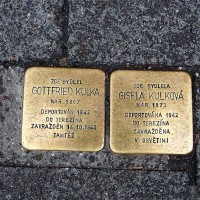 ZDE BYDLEL
GOTTFRIED KULKA
NAR. 1867
DEPORTOVÁN 1942
DO TEREZÍNA
ZAVRAŽDĚN 14.10.1942
TAMTÉŽ
ZDE BYDLELA
GISELA KULKOVÁ
NAR. 1873
DEPORTOVÁNA 1942
DO TEREZÍNA
ZAVRAŽDĚNA
V OSVĚTIMI